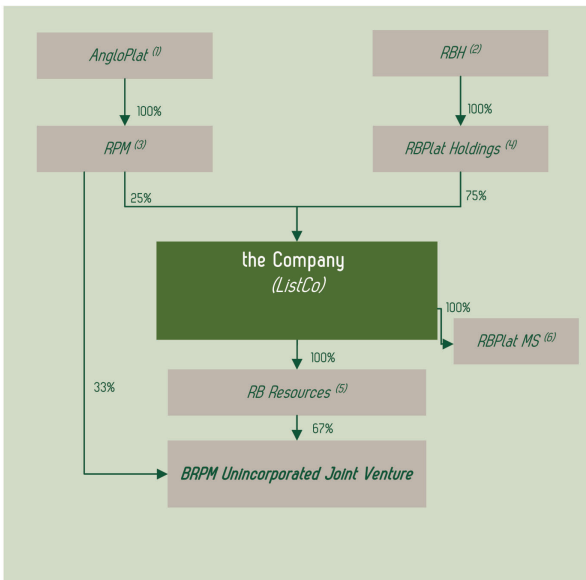 AngloPlat (1)
RBH (2)
100%
100%
RPM (3)
RBPlat Holdings (4)
25%
75%
the Company
(ListCo)
100%
RBPlat MS (6)
100%
RB Resources (5)
33%
67%
BRPM Unincorporated Joint Venture